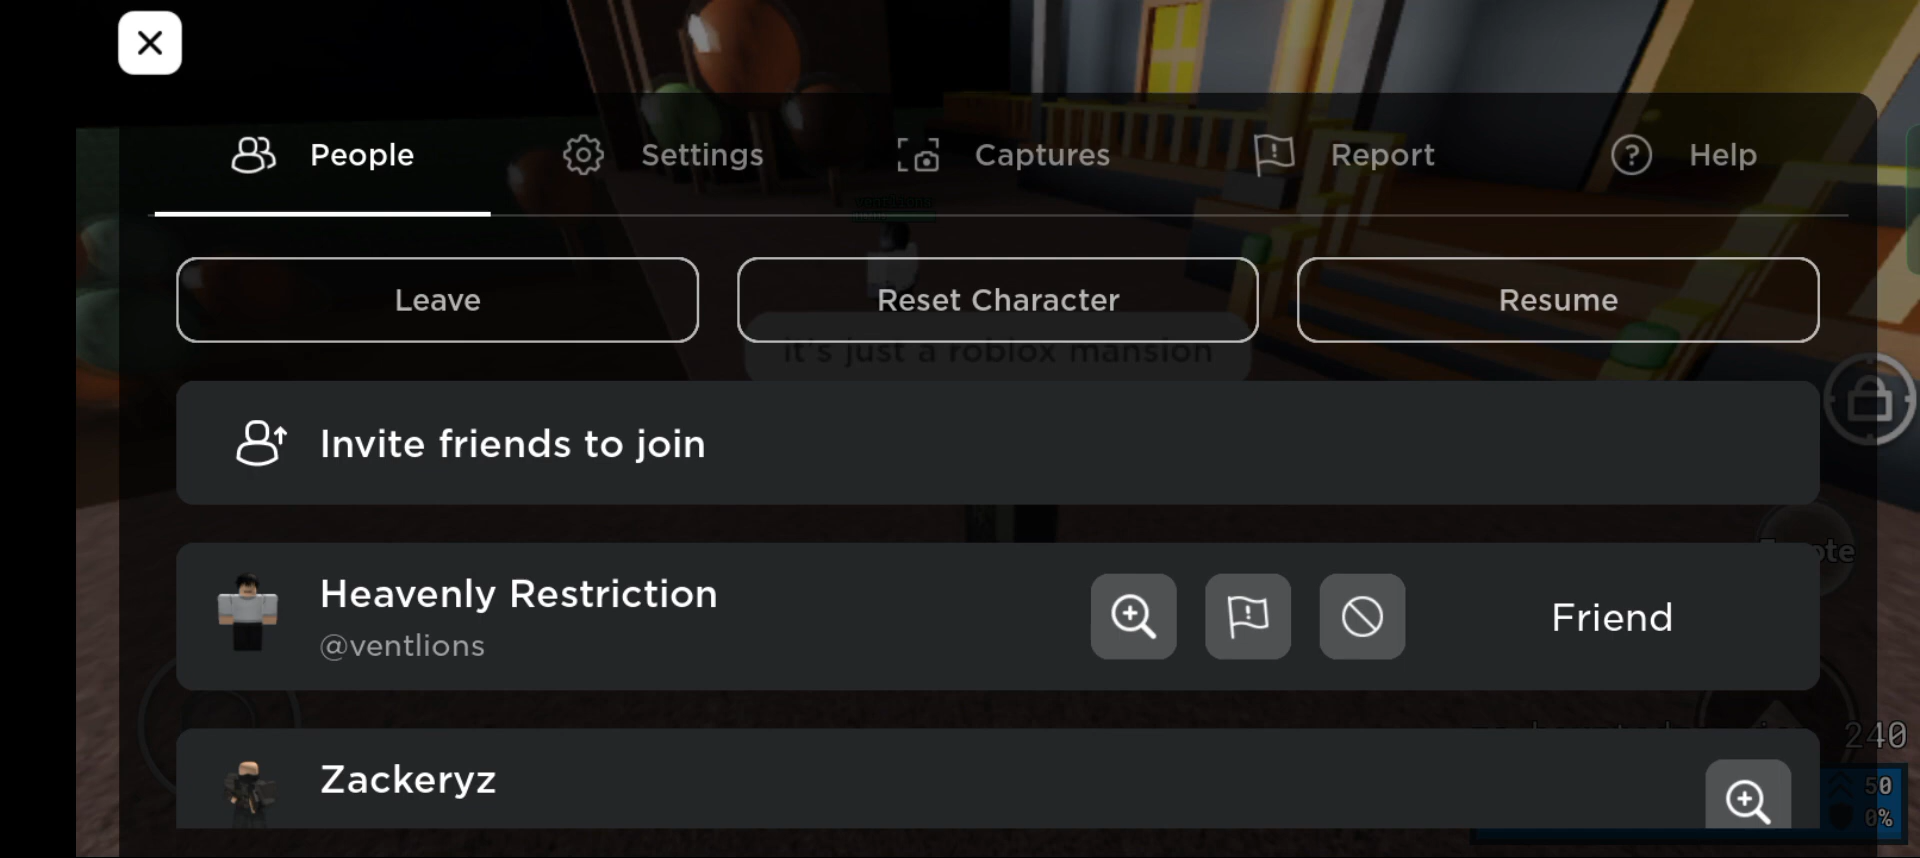 People
Settings
Captures
Report
Help
Leave
Reset Character
Resume
it's just a roblox mansion
Invite friends to join
Heavenly Restriction
@ventlions
Friend
Zackeryz
240
50
0%